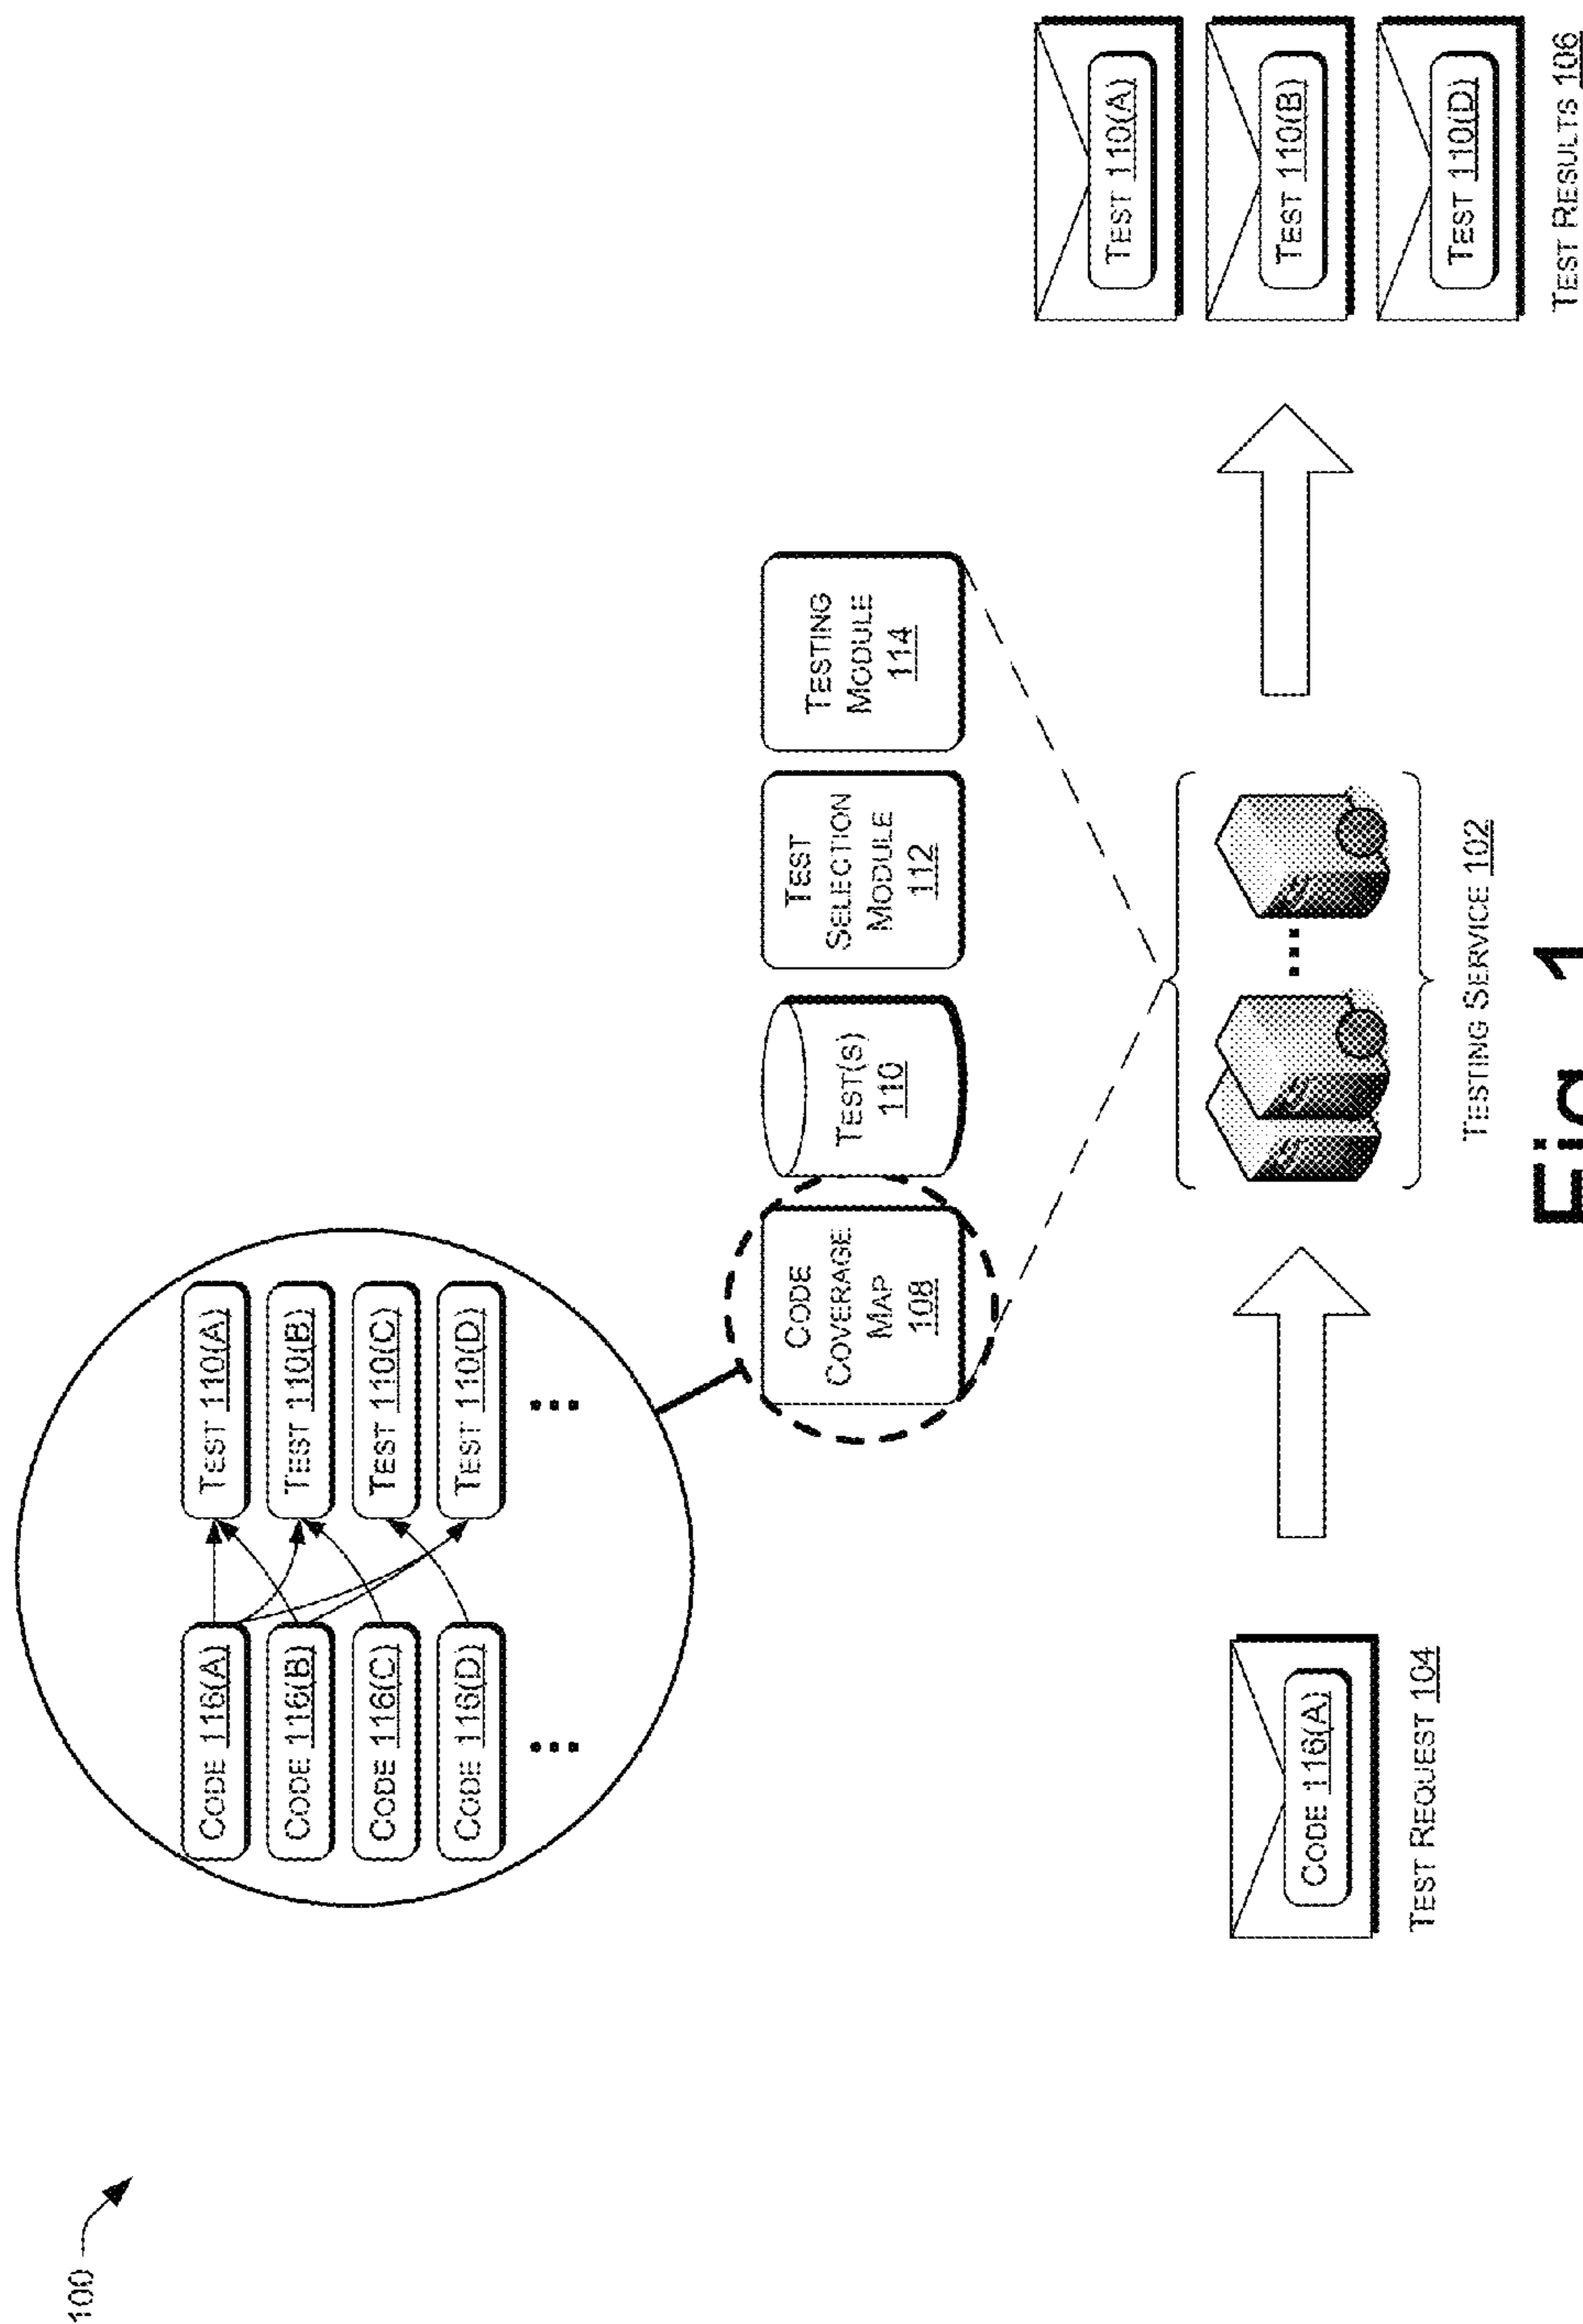 100
CODE 116(A)
TEST 110(A)
CODE 116(B)
TEST 110(B)
CODE 116(C)
TEST 110(C)
CODE 116(D)
TEST 110(D)
...
...
CODE
COVERAGE
MAP
108
TEST(S)
110
TEST
SELECTION
MODULE
112
TESTING
MODULE
114
CODE 116(A)
TEST REQUEST 104
...
TESTING SERVICE 102
TEST 110(A)
TEST 110(B)
TEST 110(D)
TEST RESULTS 106
Fig. 1